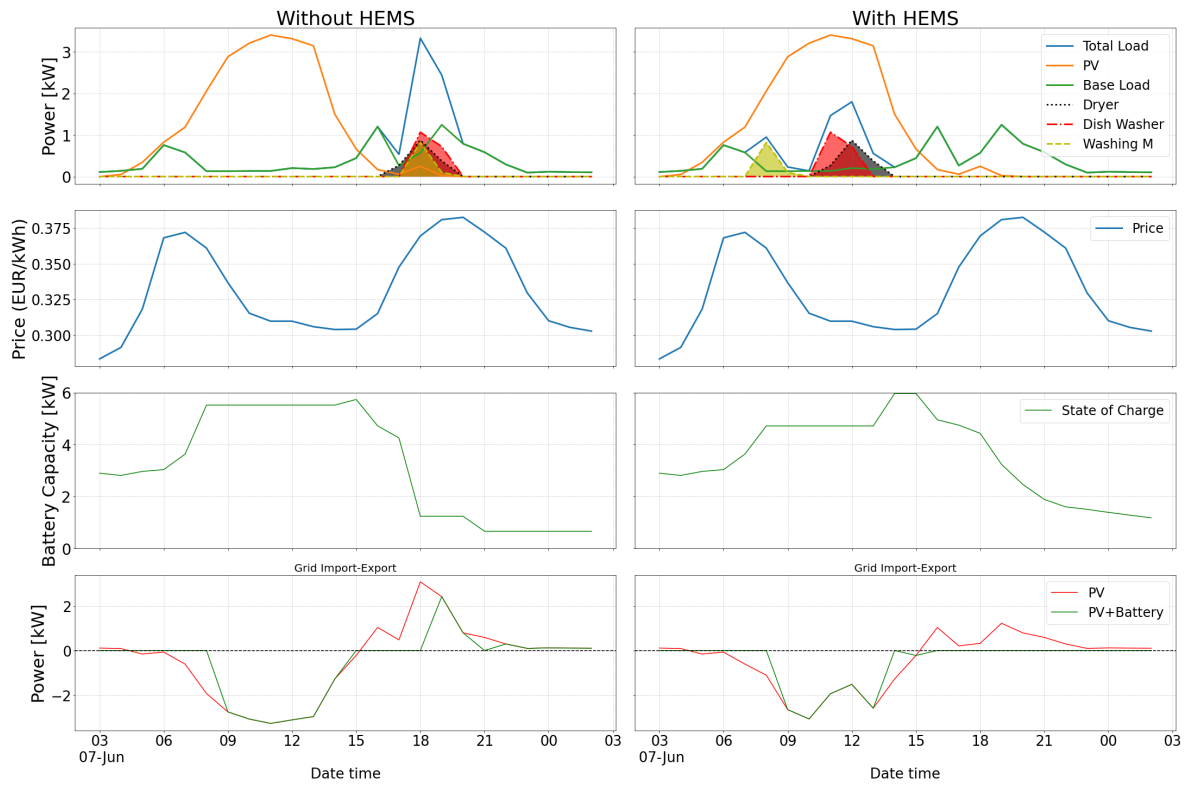 Without HEMS
With HEMS
Power [kW]
3
2
1
0
Total Load
PV
Base Load
Dryer
Dish Washer
Washing M
Price (EUR/kWh)
0.375
0.350
0.325
0.300
Price
Battery Capacity [kW]
6
4
2
0
State of Charge
Grid Import-Export
Grid Import-Export
Power [kW]
2
0
−2
PV
PV+Battery
03 06 09 12 15 18 21 00 03
07-Jun
Date time
03 06 09 12 15 18 21 00 03
07-Jun
Date time